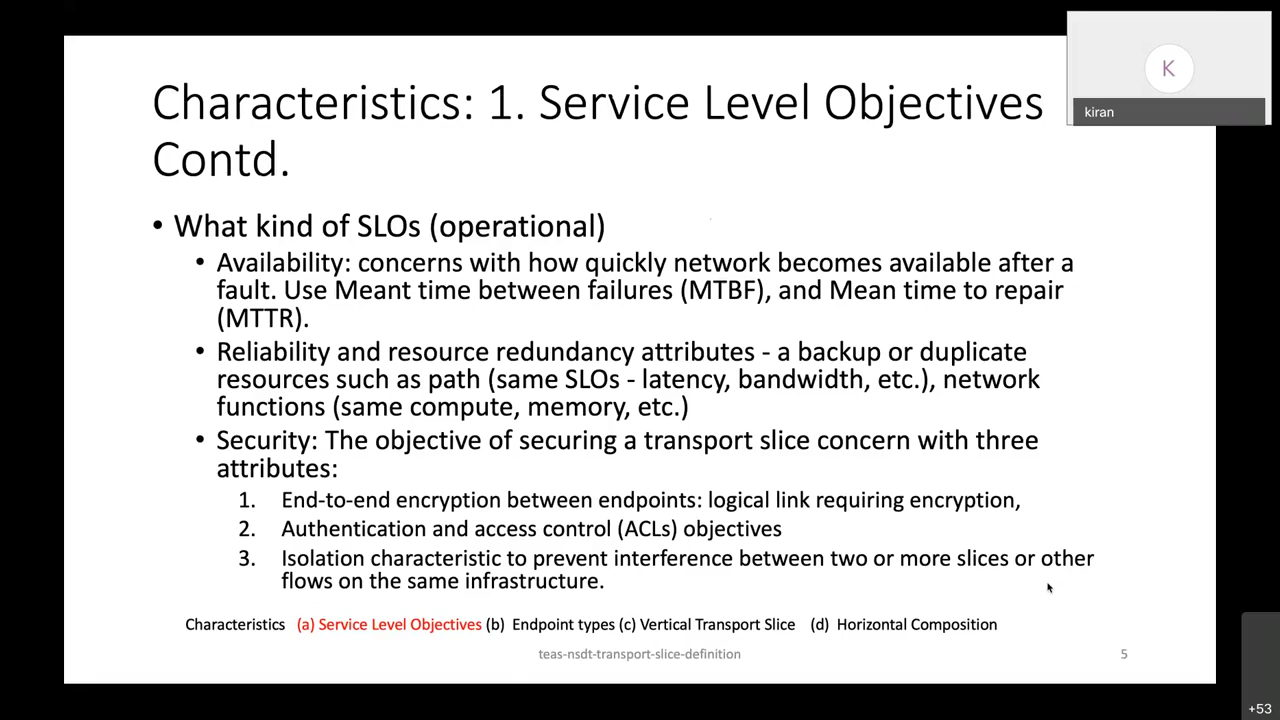 Characteristics: 1. Service Level Objectives
Contd.
K
kiran
• What kind of SLOs (operational)
• Availability: concerns with how quickly network becomes available after a
fault. Use Meant time between failures (MTBF), and Mean time to repair
(MTTR).
• Reliability and resource redundancy attributes - a backup or duplicate
resources such as path (same SLOs - latency, bandwidth, etc.), network
functions (same compute, memory, etc.)
• Security: The objective of securing a transport slice concern with three
attributes:
1. End-to-end encryption between endpoints: logical link requiring encryption,
2. Authentication and access control (ACLs) objectives
3. Isolation characteristic to prevent interference between two or more slices or other
flows on the same infrastructure.
Characteristics (a) Service Level Objectives (b) Endpoint types (c) Vertical Transport Slice (d) Horizontal Composition
teas-nsdt-transport-slice-definition
5
+53